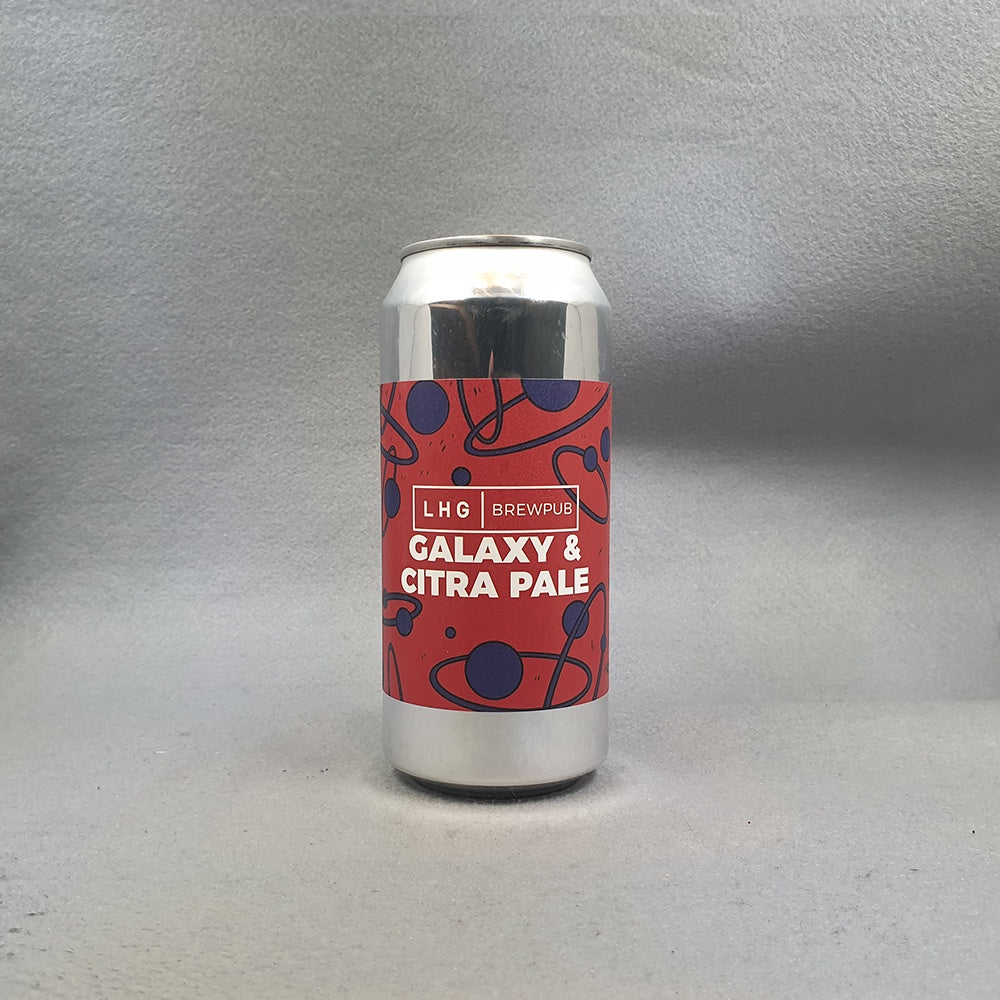 LHG BREWPUB
GALAXY &
CITRA PALE